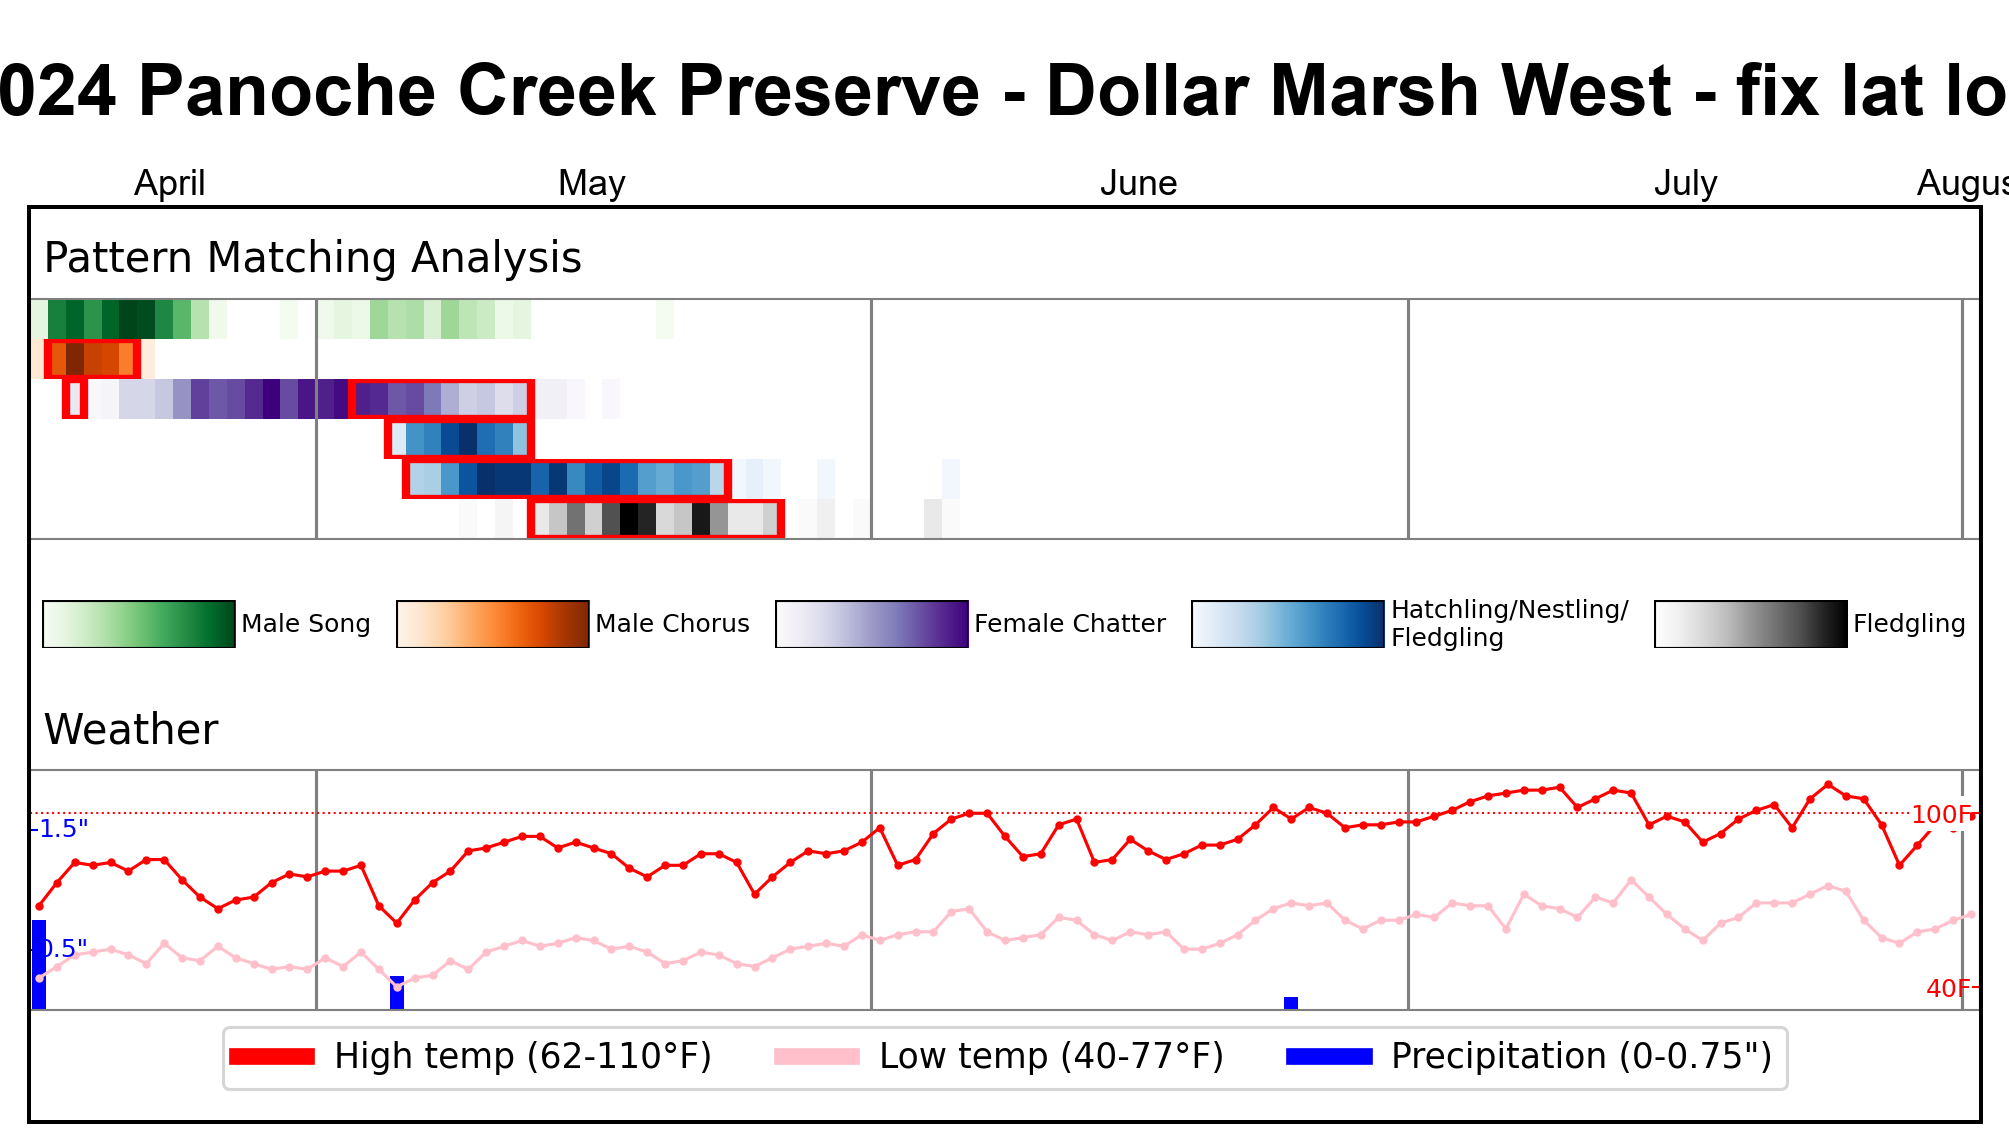 024 Panoche Creek Preserve - Dollar Marsh West - fix lat lo
April May June July Augus
Pattern Matching Analysis
Male Song
Male Chorus
Female Chatter
Hatchling/Nestling/
Fledgling
Fledgling
Weather
100F
1.5"
0.5"
40F
High temp (62-110°F)
Low temp (40-77°F)
Precipitation (0-0.75")